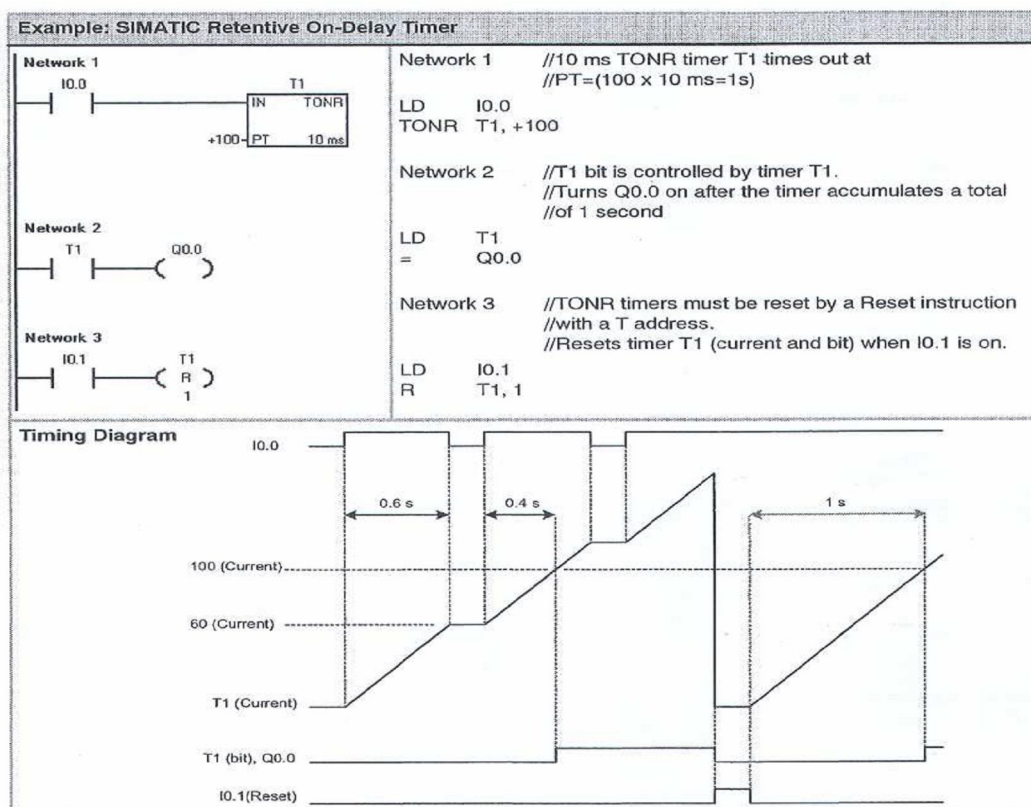 Example: SIMATIC Retentive On-Delay Timer
Network 1
I0.0
T1
IN TONR
+100 PT 10 ms
Network 2
T1
Q0.0
Network 3
I0.1
T1
R
1
Network 1 //10 ms TONR timer T1 times out at
//PT=(100 x 10 ms=1s)
LD I0.0
TONR T1, +100
Network 2 //T1 bit is controlled by timer T1.
//Turns Q0.0 on after the timer accumulates a total
//of 1 second
LD T1
= Q0.0
Network 3 //TONR timers must be reset by a Reset instruction
//with a T address.
//Resets timer T1 (current and bit) when I0.1 is on.
LD I0.1
R T1, 1
Timing Diagram
I0.0
0.6 s
0.4 s
1 s
100 (Current)
60 (Current)
T1 (Current)
T1 (bit), Q0.0
I0.1(Reset)